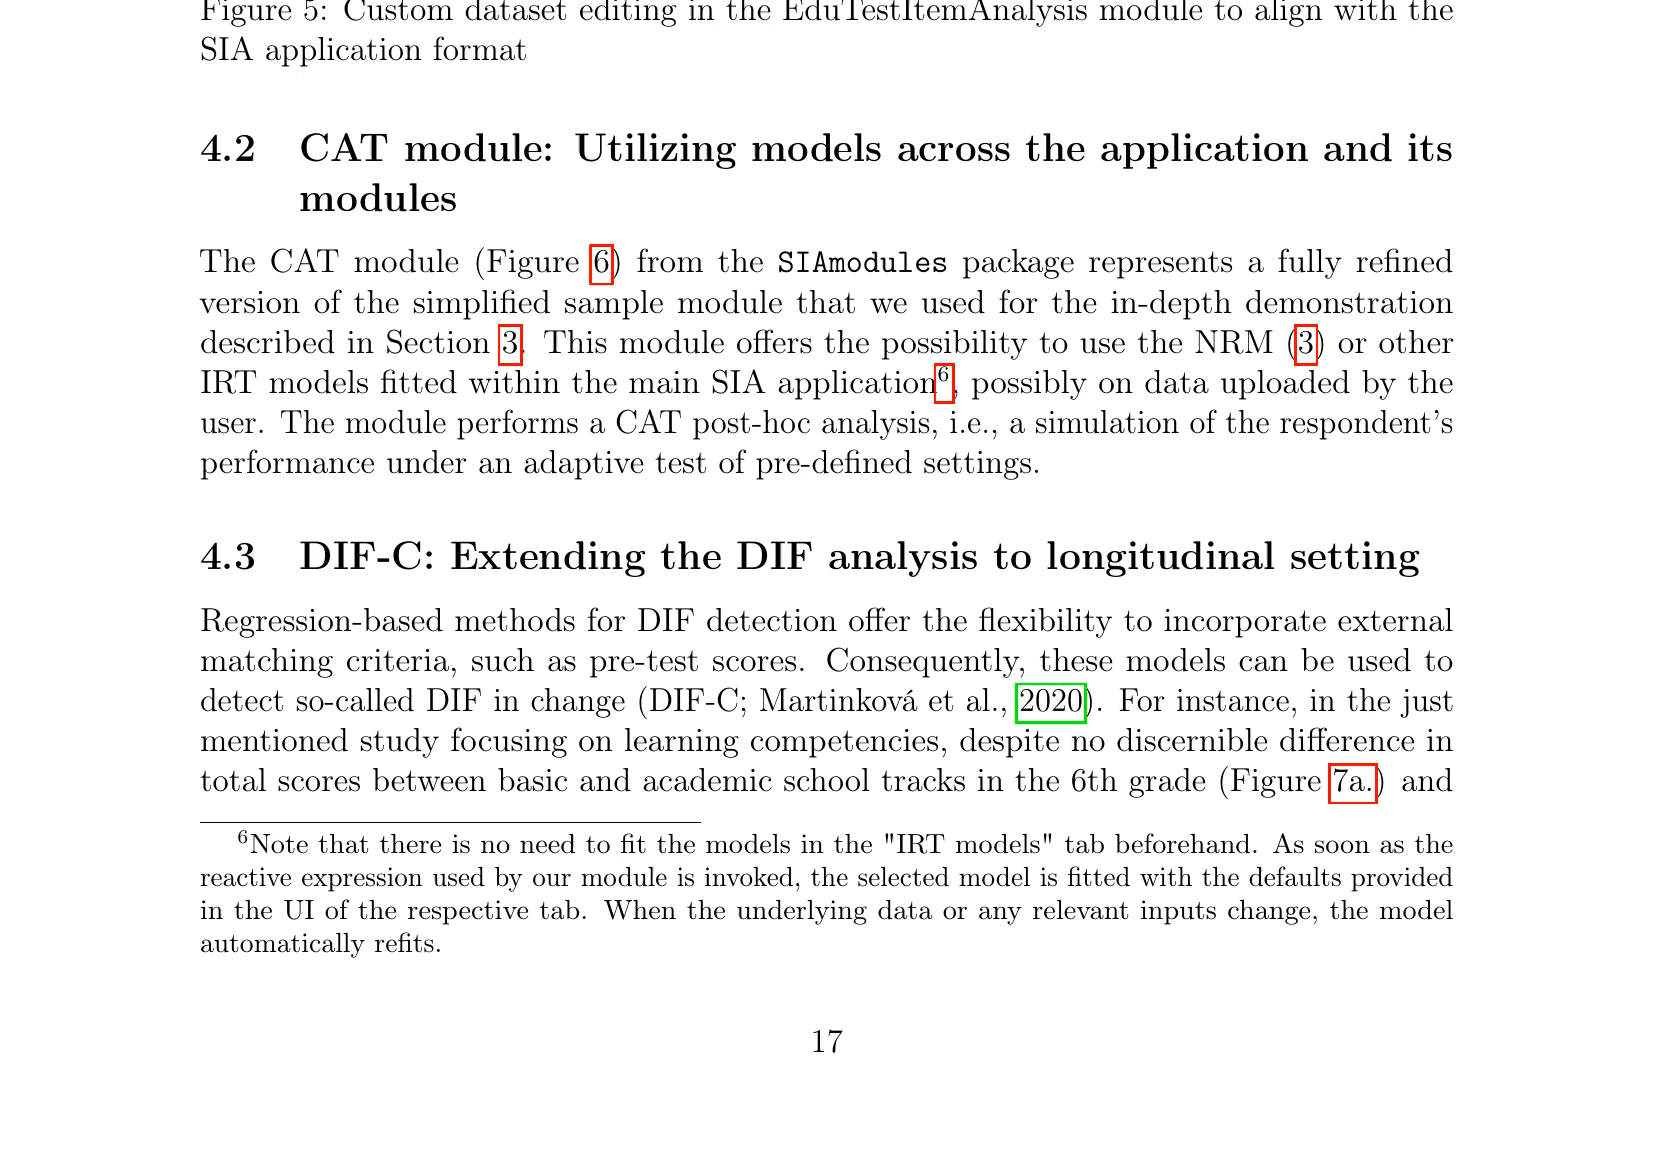 Figure 5: Custom dataset editing in the EduTestItemAnalysis module to align with the
SIA application format
4.2 CAT module: Utilizing models across the application and its
modules
The CAT module (Figure 6) from the SIAmodules package represents a fully refined
version of the simplified sample module that we used for the in-depth demonstration
described in Section 3. This module offers the possibility to use the NRM (3) or other
IRT models fitted within the main SIA application⁶, possibly on data uploaded by the
user. The module performs a CAT post-hoc analysis, i.e., a simulation of the respondent's
performance under an adaptive test of pre-defined settings.
4.3 DIF-C: Extending the DIF analysis to longitudinal setting
Regression-based methods for DIF detection offer the flexibility to incorporate external
matching criteria, such as pre-test scores. Consequently, these models can be used to
detect so-called DIF in change (DIF-C; Martinková et al., 2020). For instance, in the just
mentioned study focusing on learning competencies, despite no discernible difference in
total scores between basic and academic school tracks in the 6th grade (Figure 7a.) and
⁶Note that there is no need to fit the models in the "IRT models" tab beforehand. As soon as the
reactive expression used by our module is invoked, the selected model is fitted with the defaults provided
in the UI of the respective tab. When the underlying data or any relevant inputs change, the model
automatically refits.
17